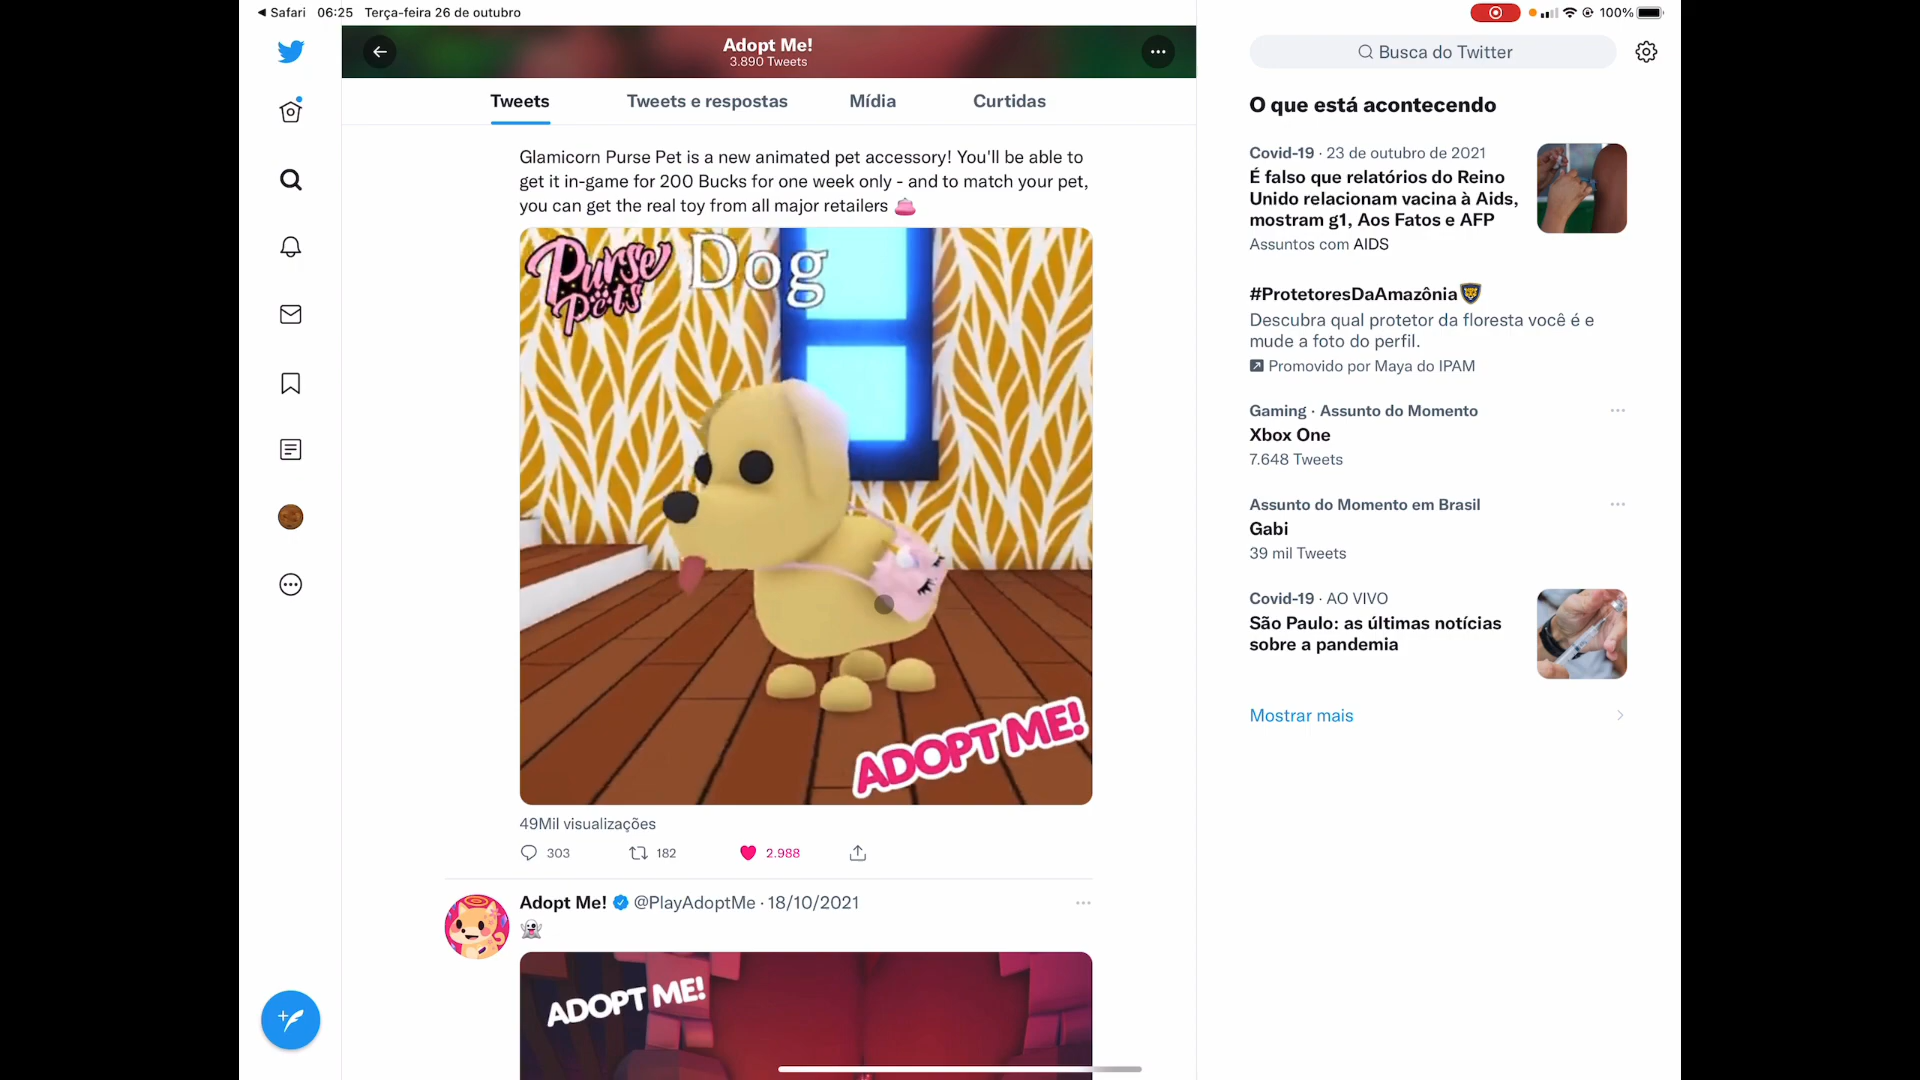 Safari 06:25 Terça-feira 26 de outubro
100%
Adopt Me!
3.890 Tweets
Busca do Twitter
Tweets Tweets e respostas Mídia Curtidas
Glamicorn Purse Pet is a new animated pet accessory! You'll be able to
get it in-game for 200 Bucks for one week only - and to match your pet,
you can get the real toy from all major retailers
Purse
Pets
Dog
ADOPT ME!
49Mil visualizações
303 182 2.988
Adopt Me! @PlayAdoptMe · 18/10/2021
ADOPT ME!
O que está acontecendo
Covid-19 · 23 de outubro de 2021
É falso que relatórios do Reino
Unido relacionam vacina à Aids,
mostram g1, Aos Fatos e AFP
Assuntos com AIDS
#ProtetoresDaAmazônia
Descubra qual protetor da floresta você é e
mude a foto do perfil.
Promovido por Maya do IPAM
Gaming · Assunto do Momento
Xbox One
7.648 Tweets
Assunto do Momento em Brasil
Gabi
39 mil Tweets
Covid-19 · AO VIVO
São Paulo: as últimas notícias
sobre a pandemia
Mostrar mais